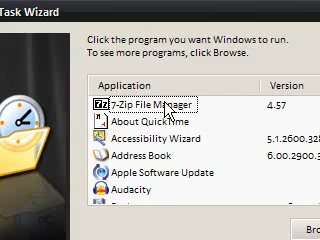 Task Wizard
Click the program you want Windows to run.
To see more programs, click Browse.
Application Version
7-Zip File Manager 4.57
About QuickTime
Accessibility Wizard 5.1.2600.328
Address Book 6.00.2900.3
Apple Software Update
Audacity
Bro